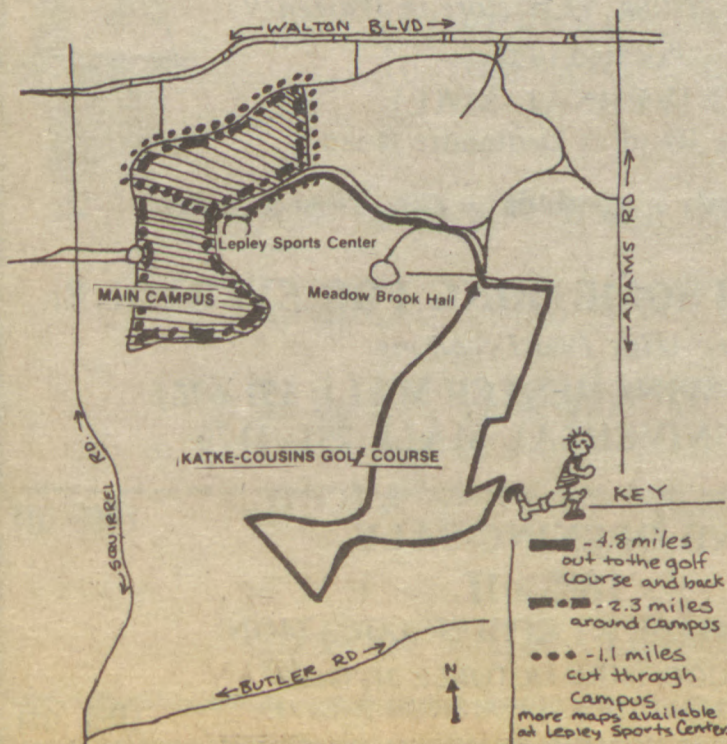 ←WALTON BLVD→
Lepley Sports Center
MAIN CAMPUS
Meadow Brook Hall
←ADAMS RD→
KATKE-COUSINS GOLF COURSE
←SQUIRREL RD.→
←BUTLER RD→
N
KEY
-4.8 miles
out to the golf
course and back
-2.3 miles
around campus
-1.1 miles
cut through
campus
more maps available
at Lepley Sports Center